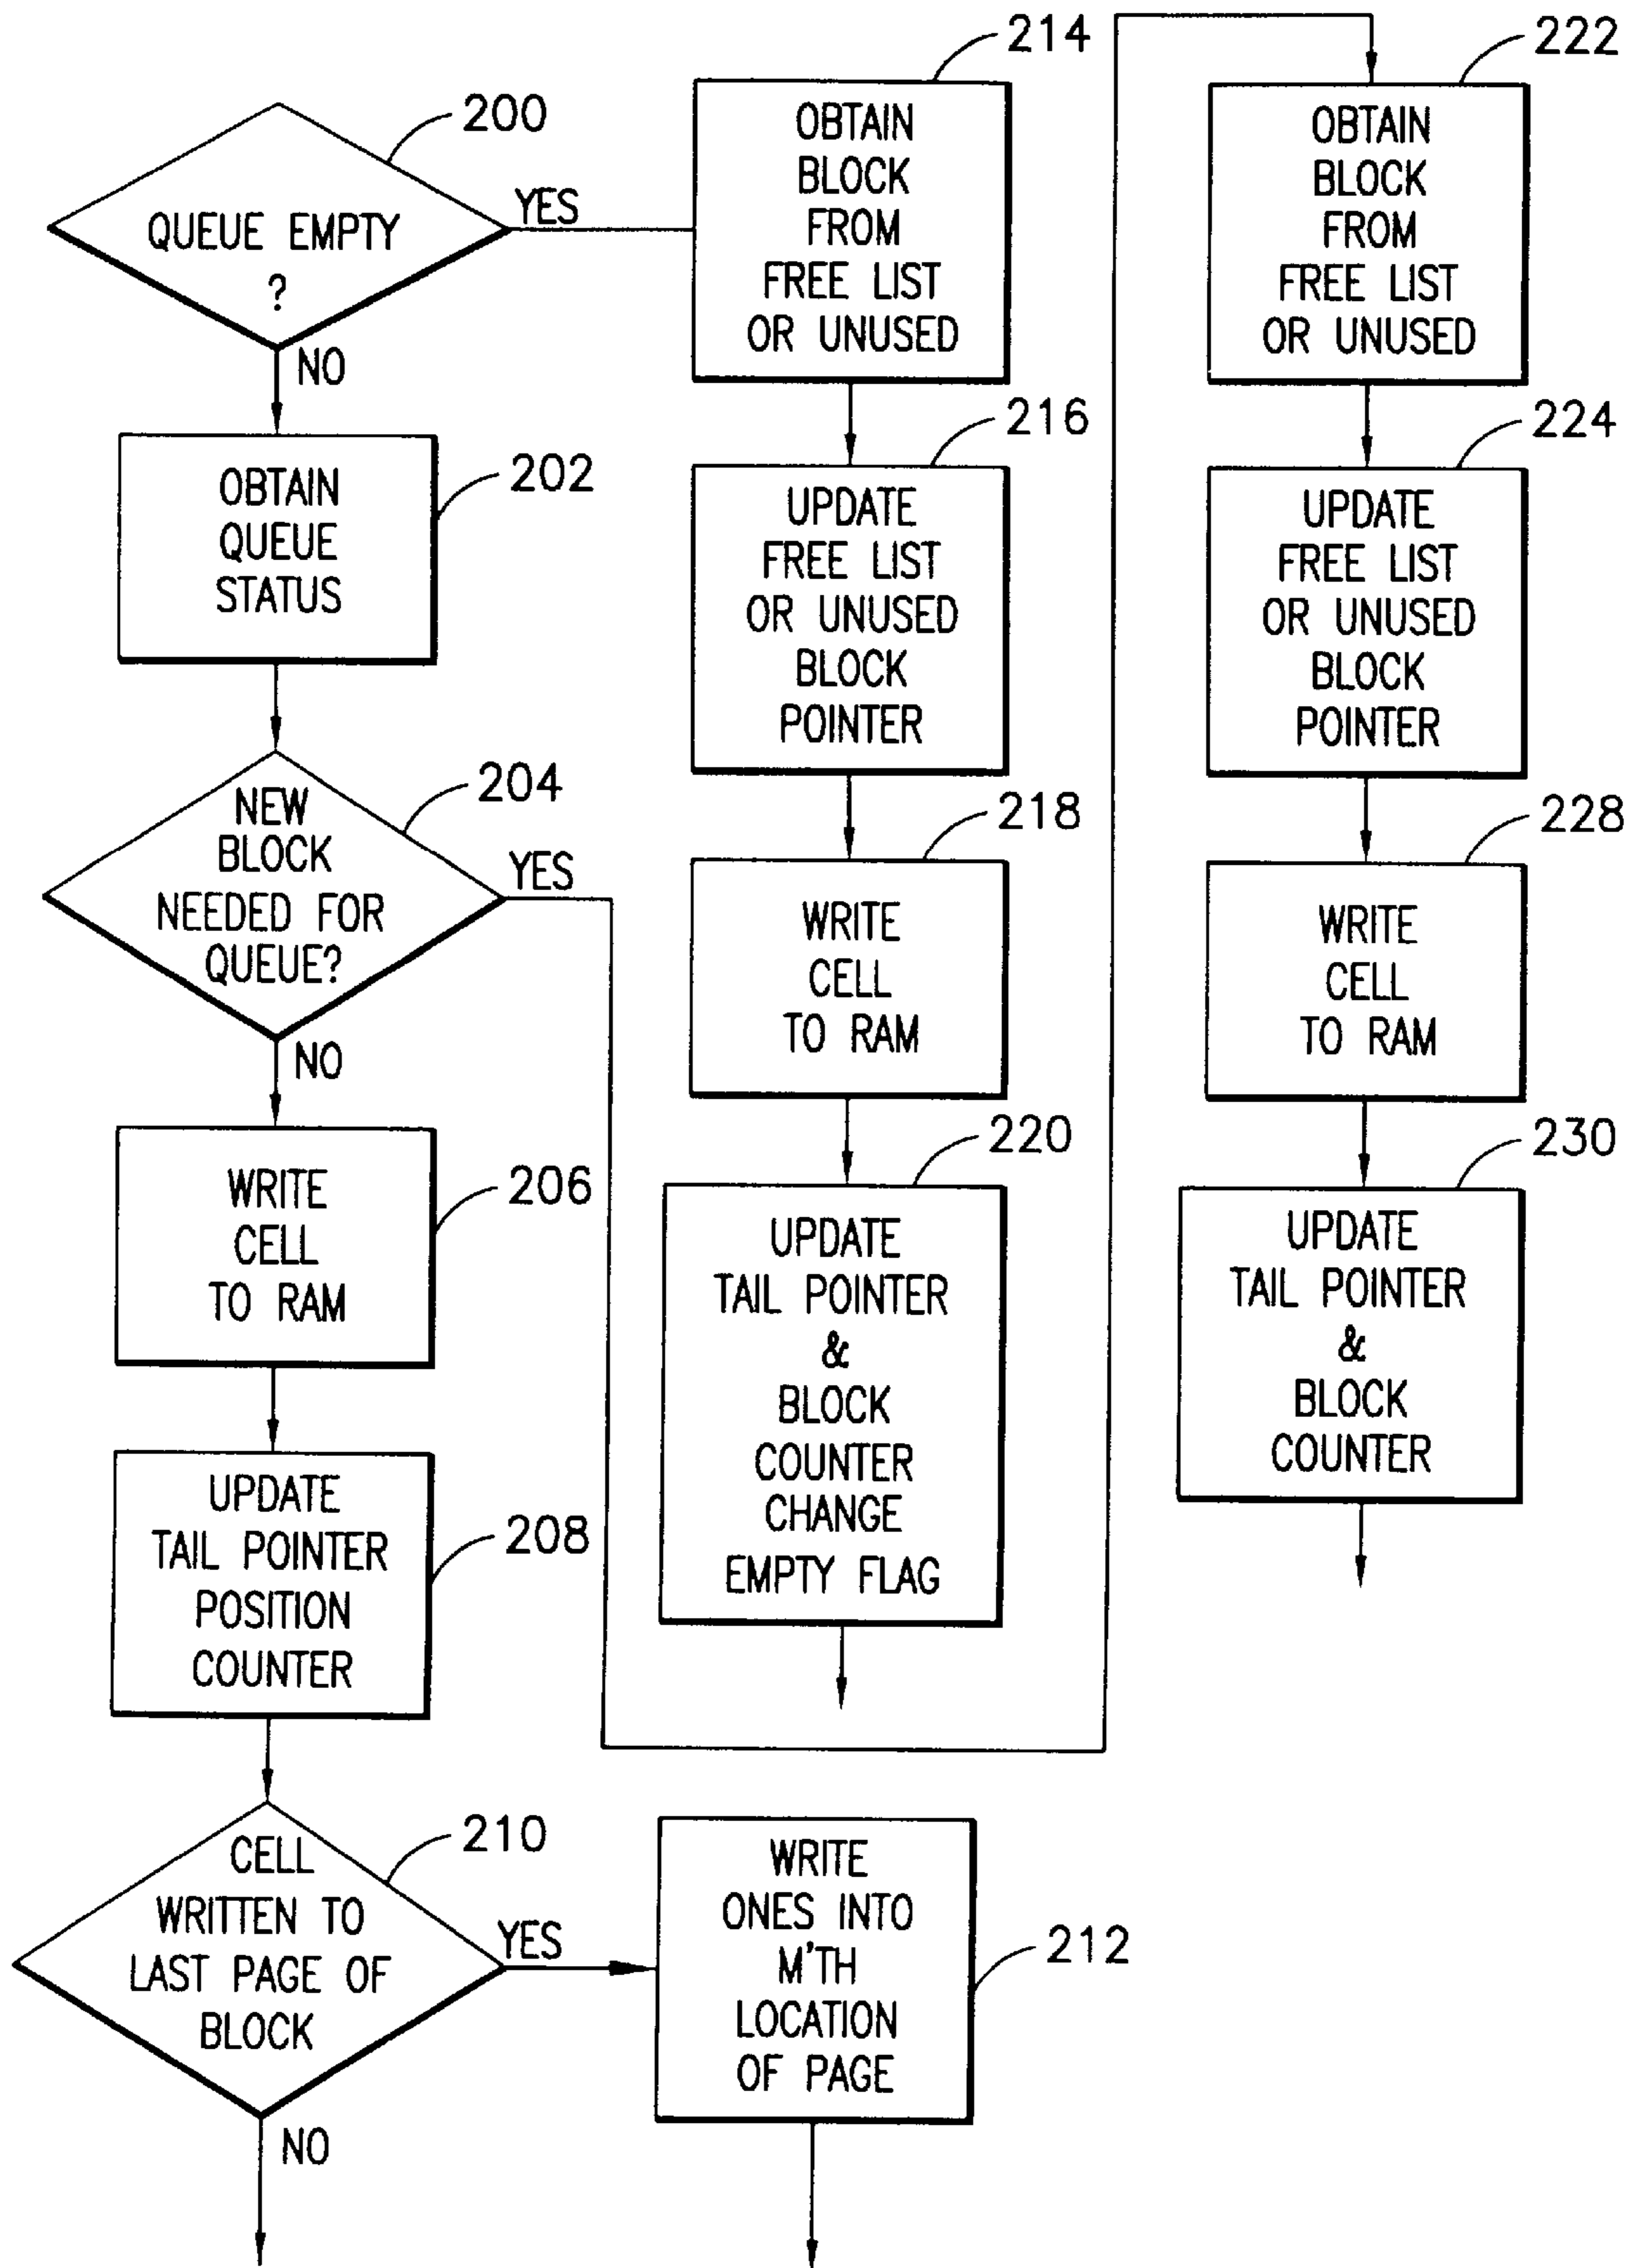 200
QUEUE EMPTY
?
YES
NO
202
OBTAIN
QUEUE
STATUS
204
NEW
BLOCK
NEEDED FOR
QUEUE?
YES
NO
206
WRITE
CELL
TO RAM
208
UPDATE
TAIL POINTER
POSITION
COUNTER
210
CELL
WRITTEN TO
LAST PAGE OF
BLOCK
YES
NO
212
WRITE
ONES INTO
M'TH
LOCATION
OF PAGE
214
OBTAIN
BLOCK
FROM
FREE LIST
OR UNUSED
216
UPDATE
FREE LIST
OR UNUSED
BLOCK
POINTER
218
WRITE
CELL
TO RAM
220
UPDATE
TAIL POINTER
&
BLOCK
COUNTER
CHANGE
EMPTY FLAG
222
OBTAIN
BLOCK
FROM
FREE LIST
OR UNUSED
224
UPDATE
FREE LIST
OR UNUSED
BLOCK
POINTER
228
WRITE
CELL
TO RAM
230
UPDATE
TAIL POINTER
&
BLOCK
COUNTER